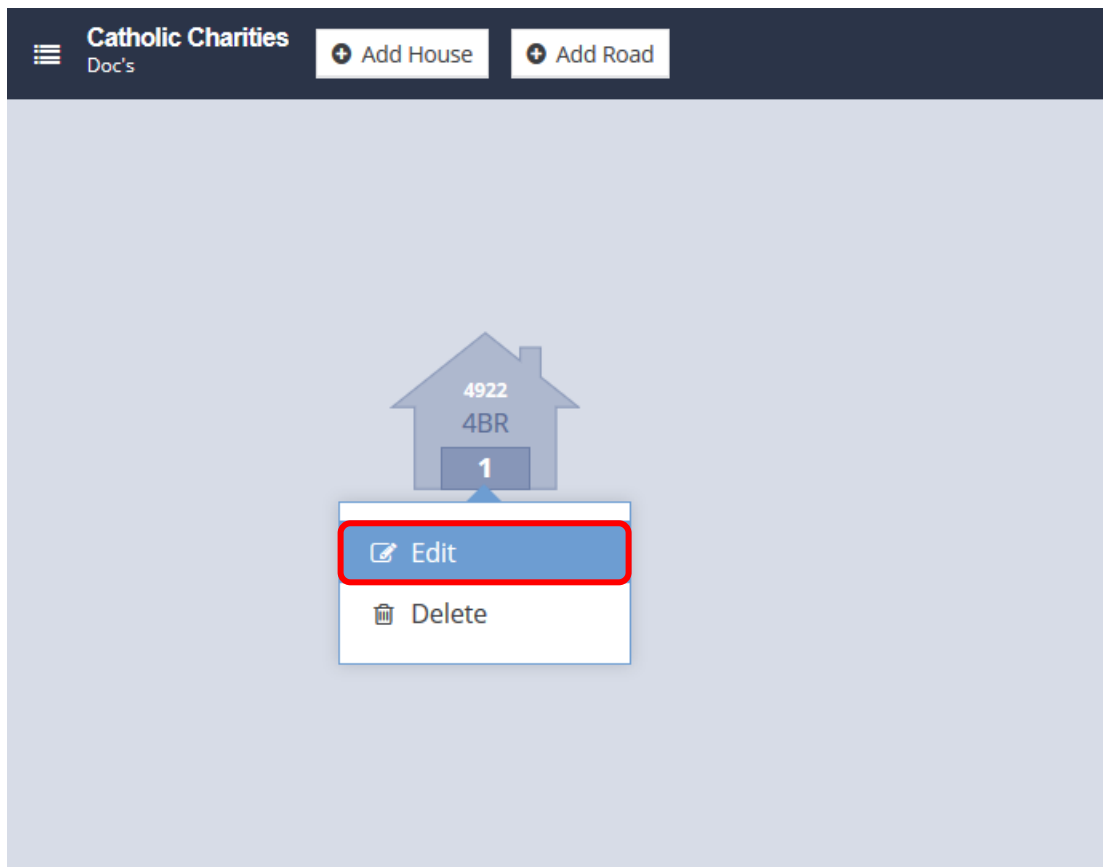 Catholic Charities
Doc's
Add House
Add Road
4922
4BR
1
Edit
Delete